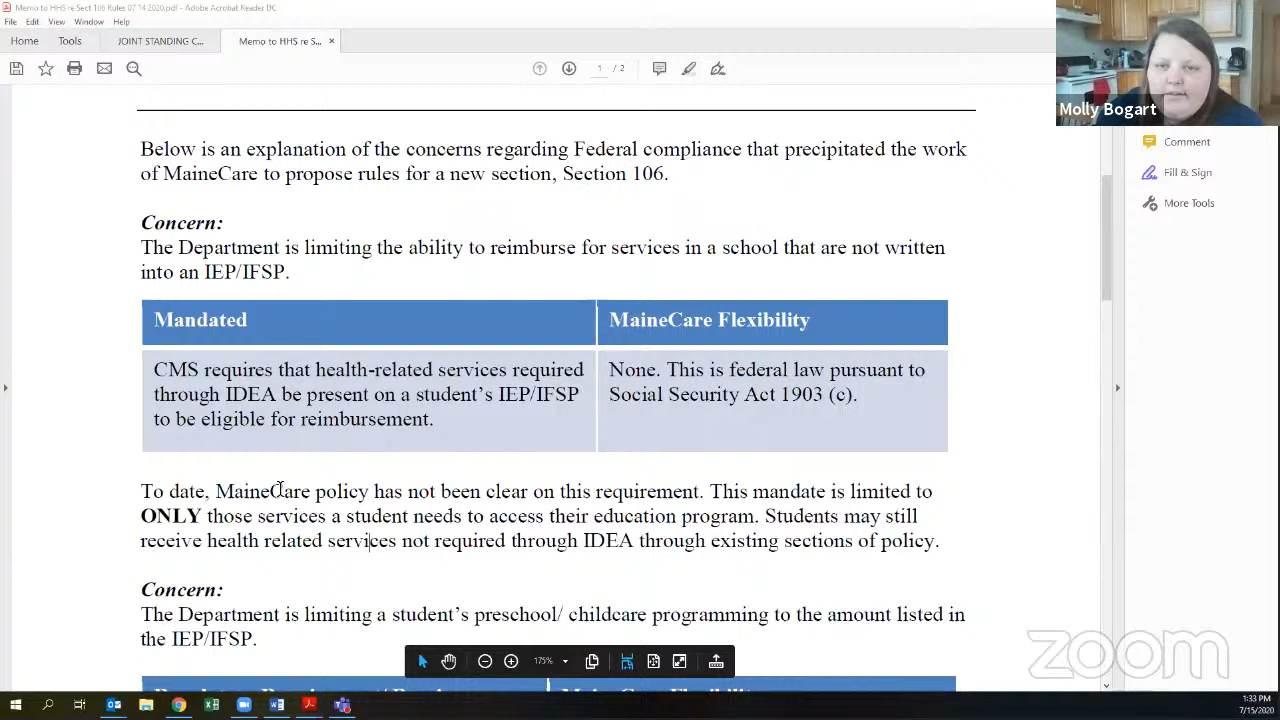 Memo to HHS re Sect 106 Rules 07 14 2020.pdf - Adobe Acrobat Reader DC
File Edit View Window Help
Home Tools JOINT STANDING C... Memo to HHS re S... ×
1 / 2
Molly Bogart
Comment
Fill & Sign
More Tools
Below is an explanation of the concerns regarding Federal compliance that precipitated the work
of MaineCare to propose rules for a new section, Section 106.
Concern:
The Department is limiting the ability to reimburse for services in a school that are not written
into an IEP/IFSP.
Mandated
MaineCare Flexibility
CMS requires that health-related services required
through IDEA be present on a student's IEP/IFSP
to be eligible for reimbursement.
None. This is federal law pursuant to
Social Security Act 1903 (c).
To date, MaineCare policy has not been clear on this requirement. This mandate is limited to
ONLY those services a student needs to access their education program. Students may still
receive health related services not required through IDEA through existing sections of policy.
Concern:
The Department is limiting a student's preschool/ childcare programming to the amount listed in
the IEP/IFSP.
175%
zoom
1:33 PM
7/15/2020